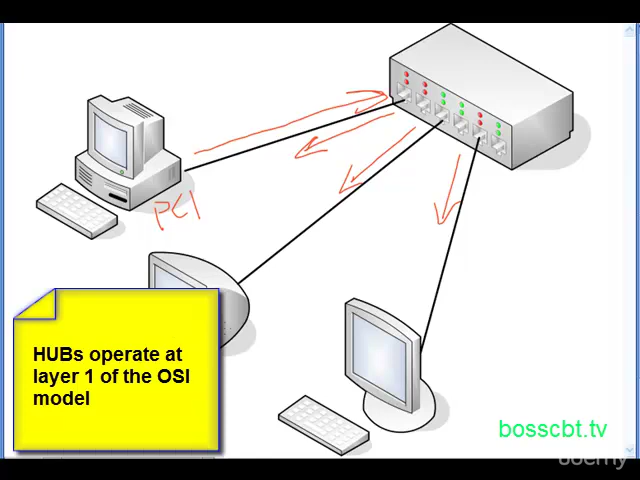 PC1
HUBs operate at
layer 1 of the OSI
model
bosscbt.tv